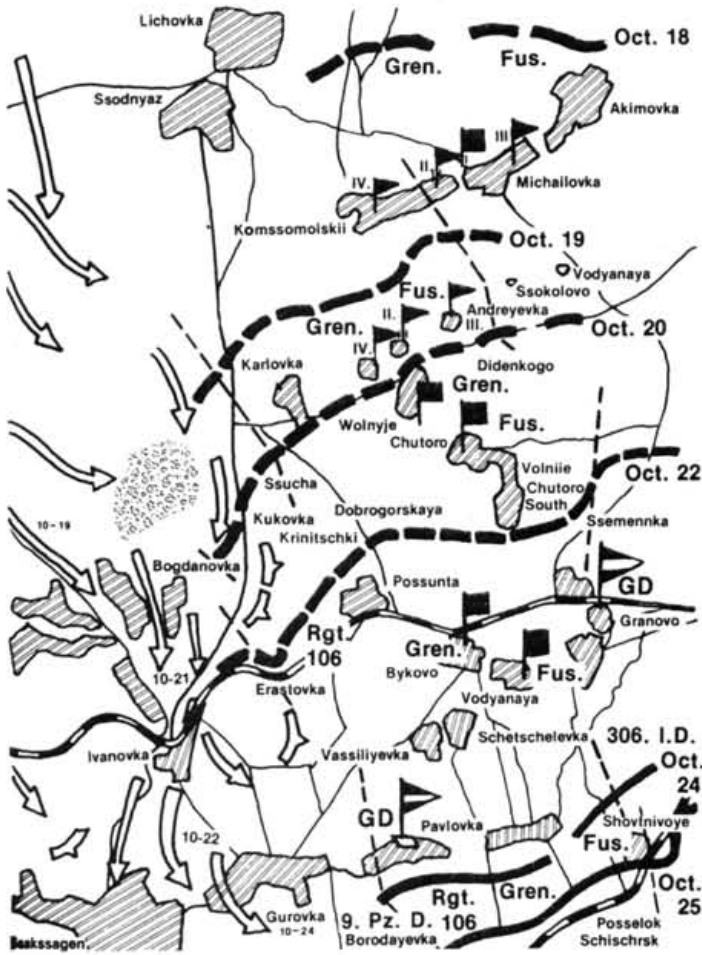 Lichovka
Oct. 18
Gren.
Fus.
Ssodnyaz
Akimovka
III
I
II.
IV.
Michailovka
Komssomolskii
Oct. 19
Vodyanaya
Ssokolovo
Fus.
Andreyevka
II.
III.
Gren.
Oct. 20
IV.
Karlovka
Didenkogo
Gren.
Wolnyje
Fus.
Chutoro
Volniie
Oct. 22
Chutoro
South
Ssucha
Dobrogorskaya
Ssemennka
10-19
Kukovka
Krinitschki
Bogdanovka
Possunta
GD
Granovo
Rgt.
106
Gren.
Bykovo
Fus.
10-21
Erastovka
Vodyanaya
Ivanovka
Vassiliyevka
Schetschelevka
306. I.D.
Oct.
24
GD
Pavlovka
Shovtnivoye
10-22
Fus.
Rgt.
Gren.
Oct.
25
Gurovka
9. Pz. D.
106
10-24
Borodayevka
Posselok
Schischrsk